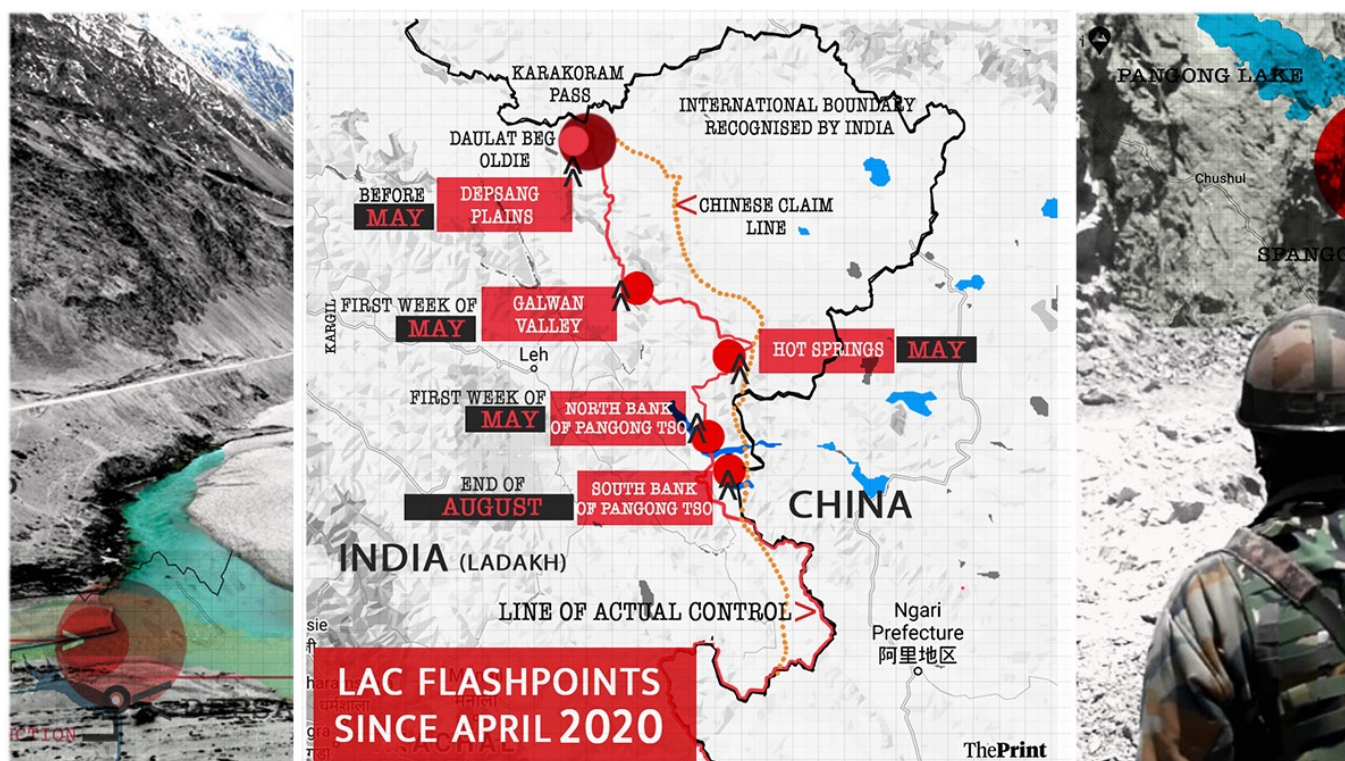 KARAKORAM
PASS
INTERNATIONAL BOUNDARY
RECOGNISED BY INDIA
DAULAT BEG
OLDIE
BEFORE
MAY
DEPSANG
PLAINS
CHINESE CLAIM
LINE
FIRST WEEK OF
MAY
GALWAN
VALLEY
KARGIL
Leh
HOT SPRINGS
MAY
FIRST WEEK OF
MAY
NORTH BANK
OF PANGONG TSO
END OF
AUGUST
SOUTH BANK
OF PANGONG TSO
CHINA
INDIA (LADAKH)
LINE OF ACTUAL CONTROL
Ngari
Prefecture
阿里地区
LAC FLASHPOINTS
SINCE APRIL 2020
ThePrint
PANGONG LAKE
Chushul